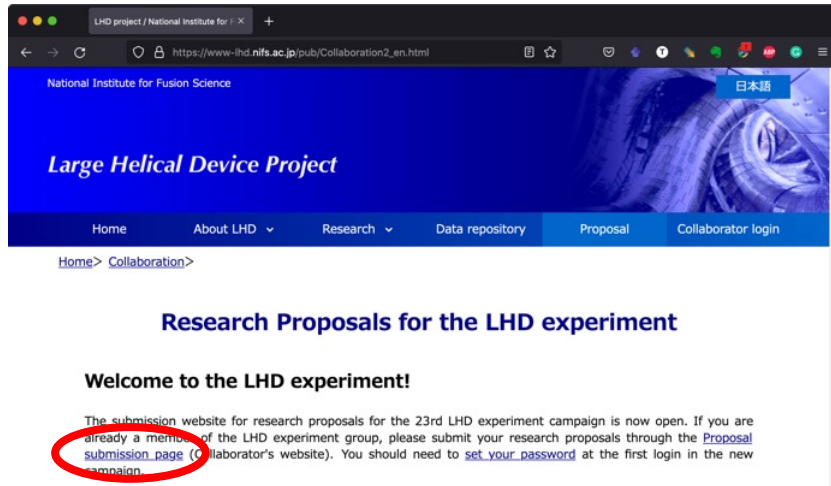 LHD project / National Institute for F
https://www-lhd.nifs.ac.jp/pub/Collaboration2_en.html
National Institute for Fusion Science
日本語
Large Helical Device Project
Home About LHD Research Data repository Proposal Collaborator login
Home> Collaboration>
Research Proposals for the LHD experiment
Welcome to the LHD experiment!
The submission website for research proposals for the 23rd LHD experiment campaign is now open. If you are
already a member of the LHD experiment group, please submit your research proposals through the Proposal
submission page (Collaborator's website). You should need to set your password at the first login in the new
campaign.